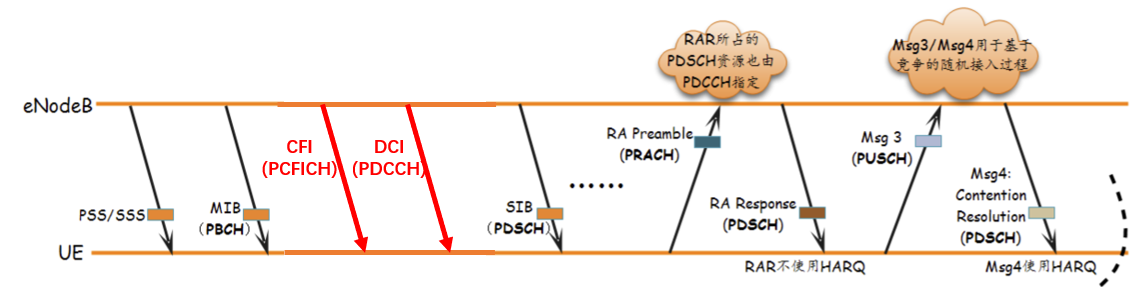 RAR所占的
PDSCH资源也由
PDCCH指定
Msg3/Msg4用于基于
竞争的随机接入过程
eNodeB
CFI
(PCFICH)
DCI
(PDCCH)
RA Preamble
(PRACH)
Msg 3
(PUSCH)
PSS/SSS
MIB
(PBCH)
......
SIB
(PDSCH)
RA Response
(PDSCH)
Msg4:
Contention
Resolution
(PDSCH)
UE
RAR不使用HARQ
Msg4使用HARQ